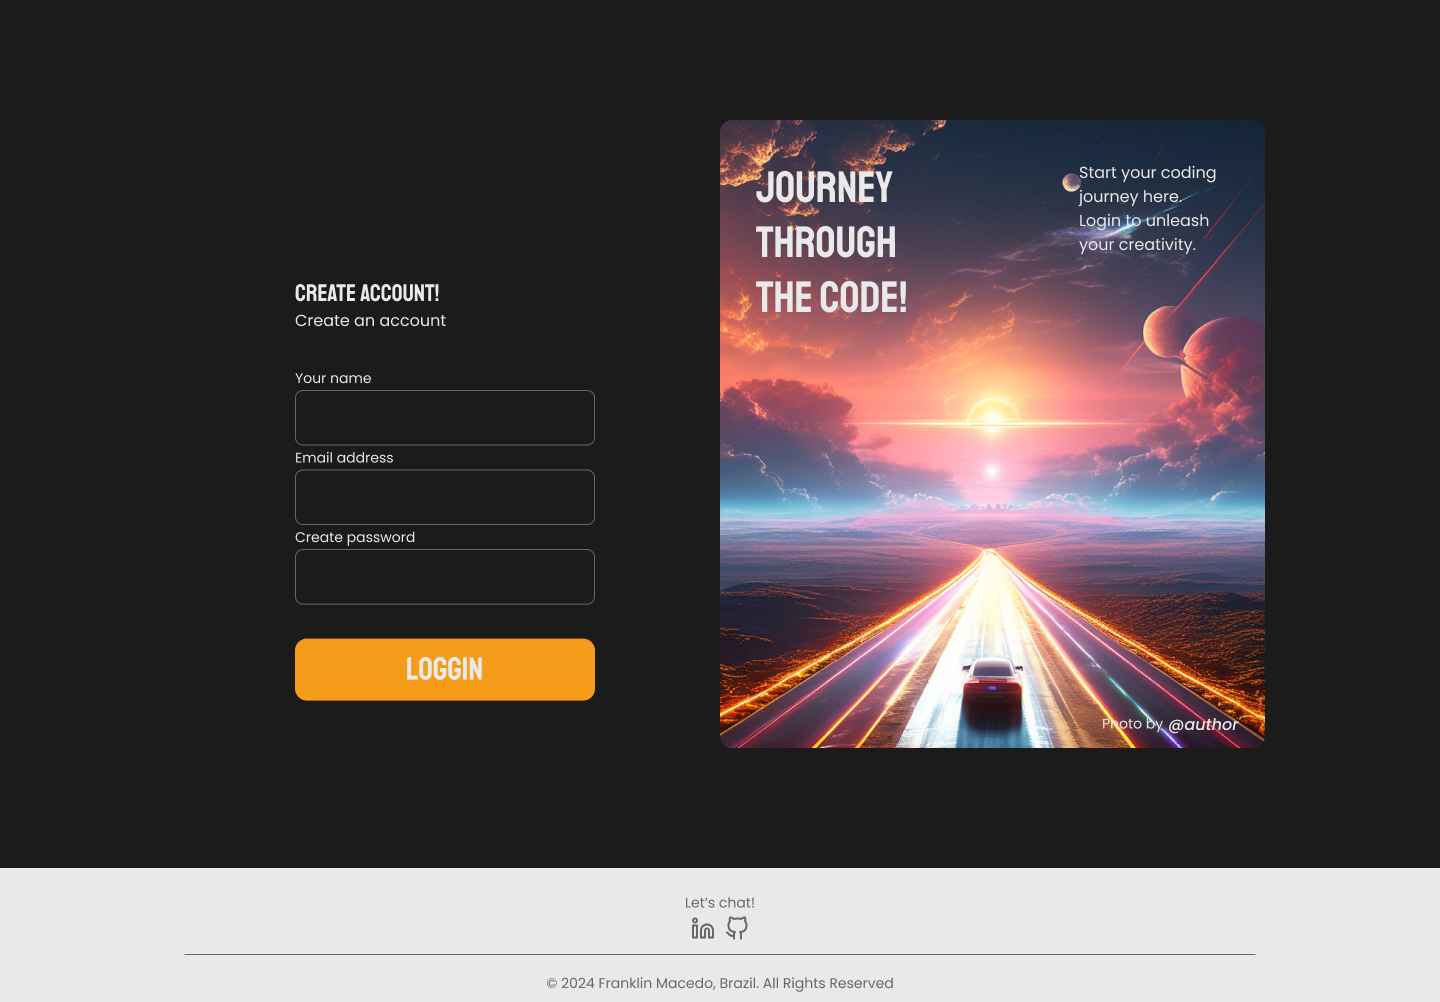 CREATE ACCOUNT!
Create an account
Your name
Email address
Create password
LOGGIN
JOURNEY
THROUGH
THE CODE!
Start your coding
journey here.
Login to unleash
your creativity.
Photo by @author
Let’s chat!
© 2024 Franklin Macedo, Brazil. All Rights Reserved